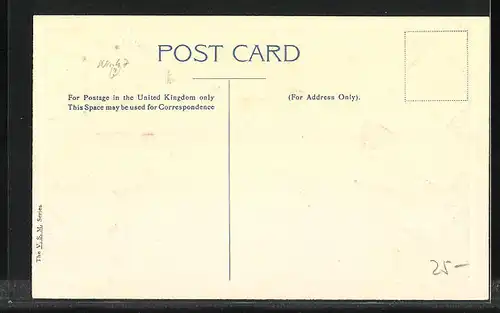 POST CARD
For Postage in the United Kingdom only
This Space may be used for Correspondence
(For Address Only).
The V. S. M. Series.
25–